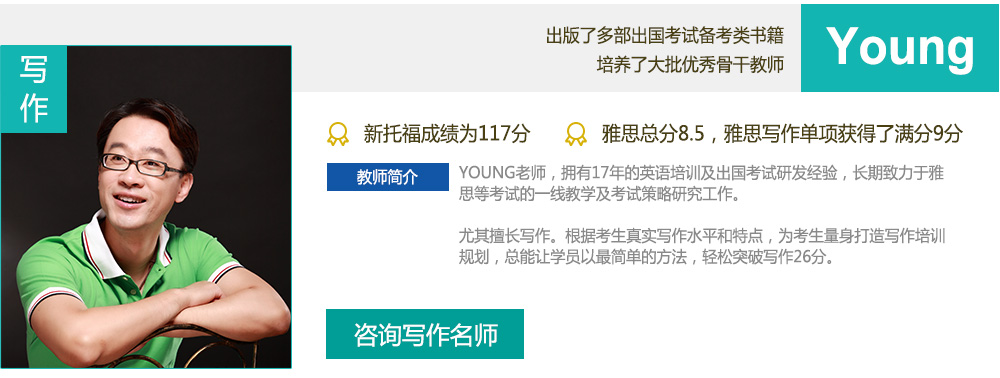 出版了多部出国考试备考类书籍
培养了大批优秀骨干教师
Young
写
作
新托福成绩为117分
雅思总分8.5，雅思写作单项获得了满分9分
教师简介
YOUNG老师，拥有17年的英语培训及出国考试研发经验，长期致力于雅
思等考试的一线教学及考试策略研究工作。
尤其擅长写作。根据考生真实写作水平和特点，为考生量身打造写作培训
规划，总能让学员以最简单的方法，轻松突破写作26分。
咨询写作名师